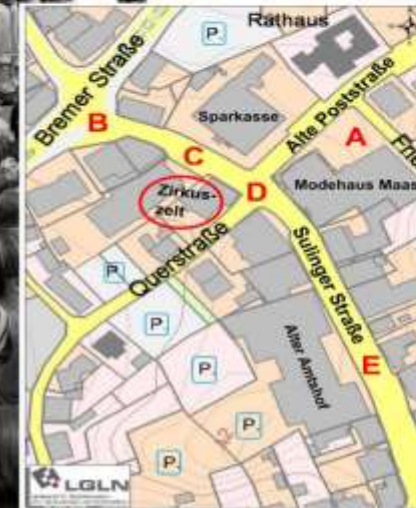 Rathaus
P
Bremer Straße
Alte Poststraße
B
Sparkasse
A
C
Zirkus-
zelt
D
Modehaus Maas
Querstraße
P
Sulinger Straße
P
P
Alter Amtshof
E
P
P
LGLN